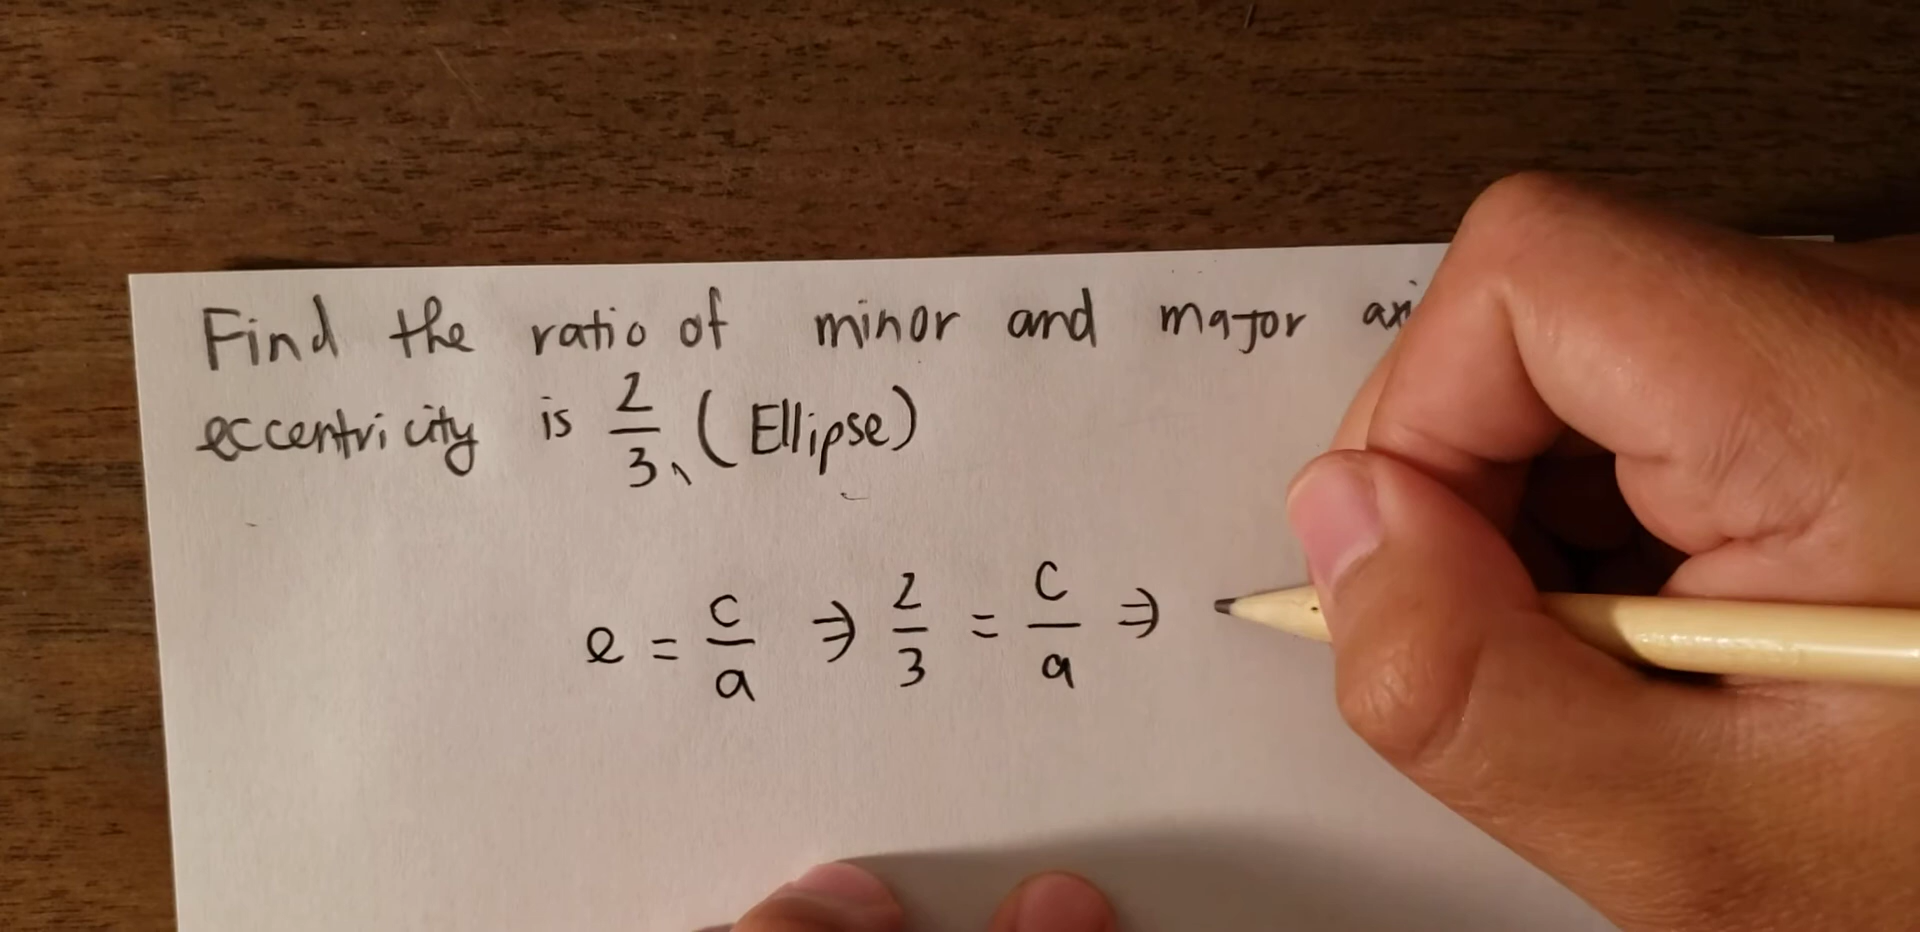 Find the ratio of minor and major
eccentricity is 2/3, (Ellipse)
e = c/a ⇒ 2/3 = c/a ⇒